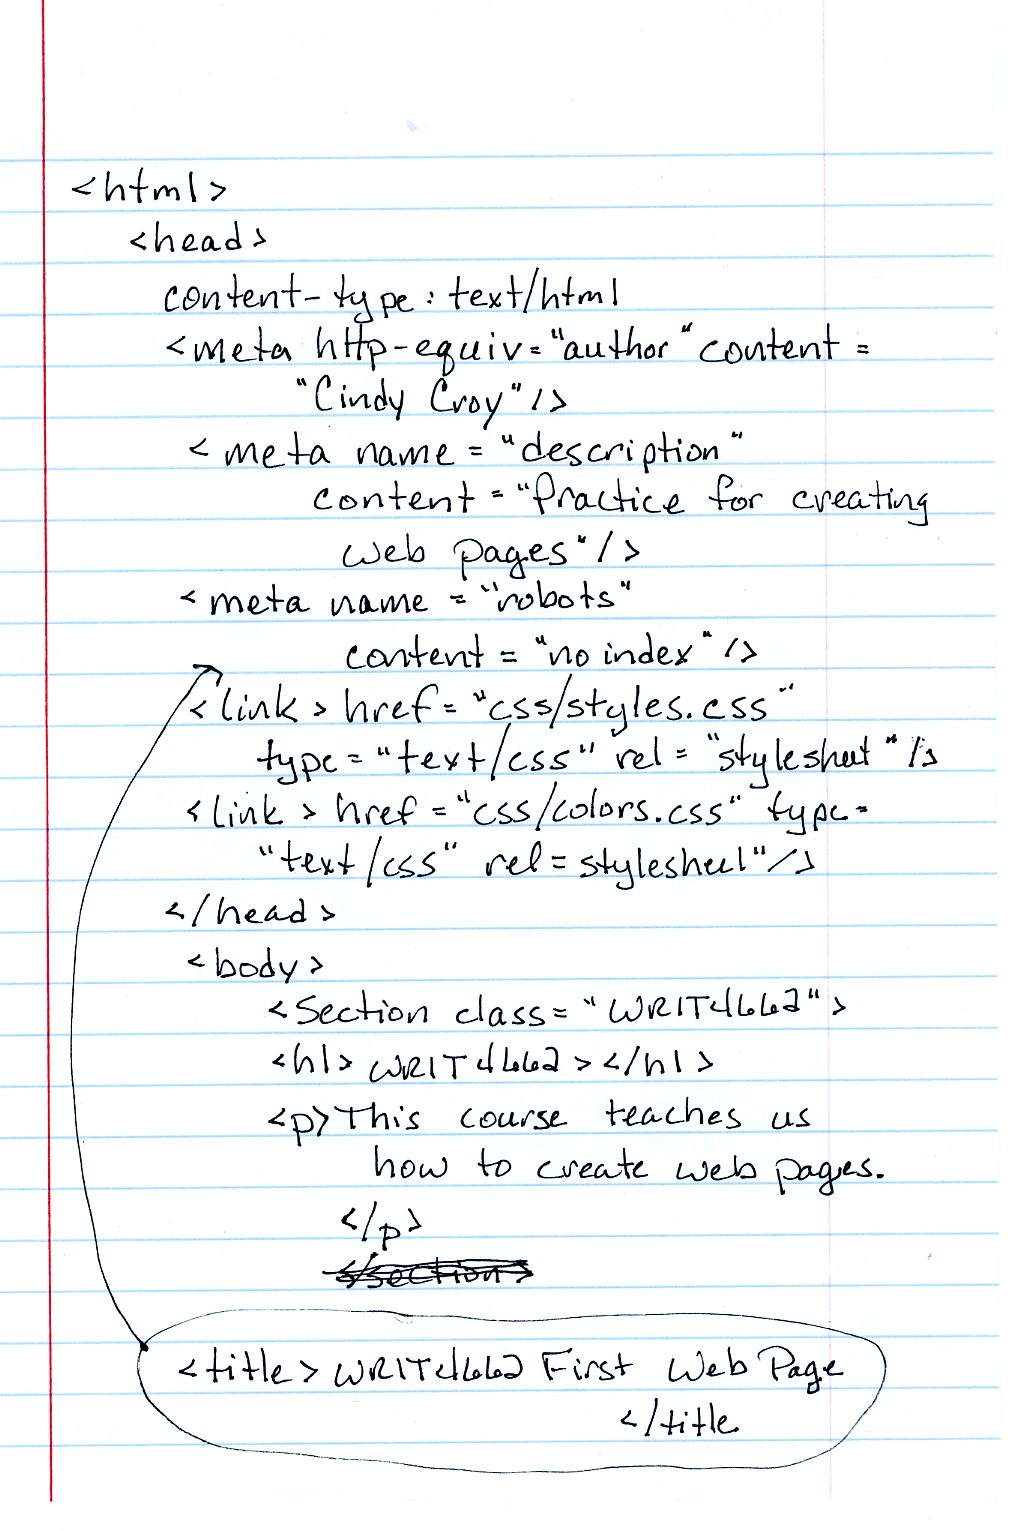 <html>
<head>
content-type: text/html
<meta http-equiv="author" content =
"Cindy Croy" />
<meta name = "description"
content = "Practice for creating
web pages" />
<meta name = "robots"
content = "no index" />
<link> href = "css/styles.css"
type = "text/css" rel = "stylesheet" />
<link> href = "css/colors.css" type =
"text/css" rel = stylesheet" />
</head>
<body>
<Section class = "WRIT4662">
<h1> WRIT4662 > </h1>
<p> This course teaches us
how to create web pages.
</p>
</section>
<title> WRIT4662 First Web Page
</title